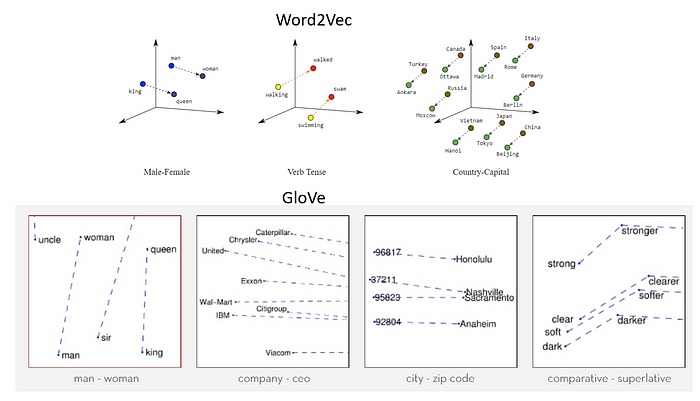 Word2Vec
man
woman
king
queen
Male-Female
walked
swam
walking
swimming
Verb Tense
Canada
Spain
Italy
Turkey
Ottawa
Madrid
Rome
Ankara
Russia
Germany
Moscow
Berlin
Vietnam
Japan
China
Hanoi
Tokyo
Beijing
Country-Capital
GloVe
uncle
woman
queen
sir
man
king
man - woman
Caterpillar
Chrysler
United
Exxon
Wal-Mart
Citigroup
IBM
Viacom
company - ceo
96817
Honolulu
37211
Nashville
95823
Sacramento
92804
Anaheim
city - zip code
stronger
strong
clearer
softer
clear
darker
soft
dark
comparative - superlative